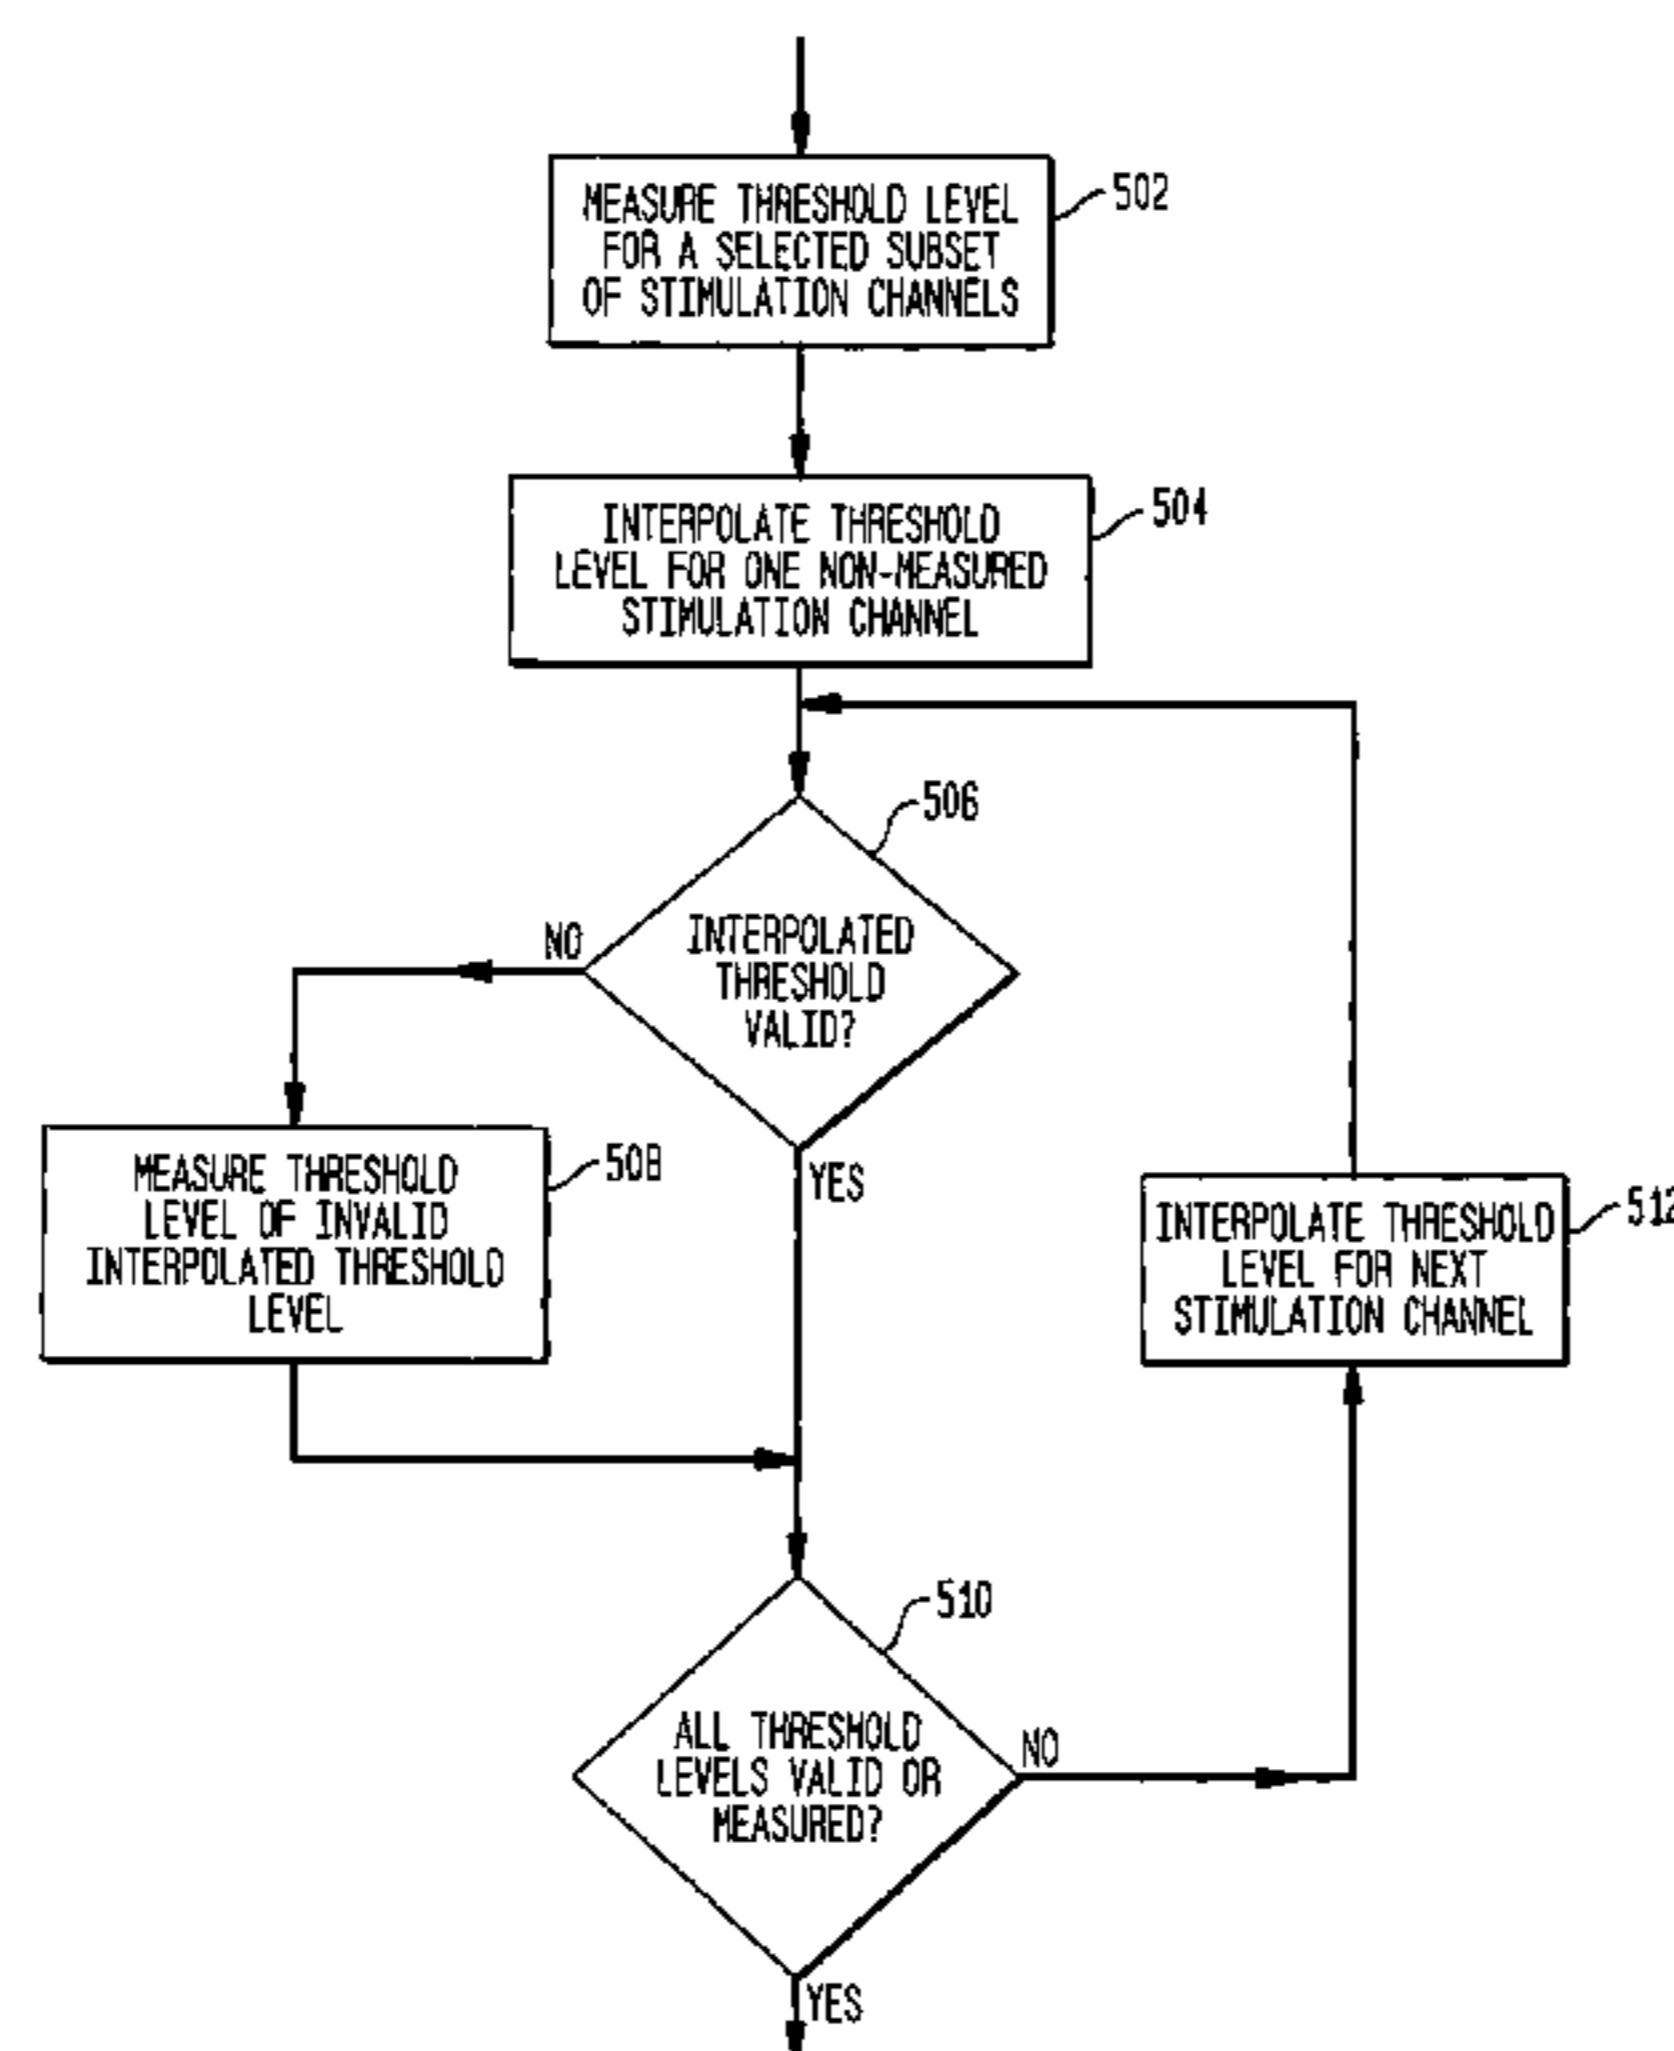 MEASURE THRESHOLD LEVEL
FOR A SELECTED SUBSET
OF STIMULATION CHANNELS
502
INTERPOLATE THRESHOLD
LEVEL FOR ONE NON-MEASURED
STIMULATION CHANNEL
504
506
INTERPOLATED
THRESHOLD
VALID?
NO
YES
MEASURE THRESHOLD
LEVEL OF INVALID
INTERPOLATED THRESHOLD
LEVEL
508
INTERPOLATE THRESHOLD
LEVEL FOR NEXT
STIMULATION CHANNEL
512
510
ALL THRESHOLD
LEVELS VALID OR
MEASURED?
NO
YES